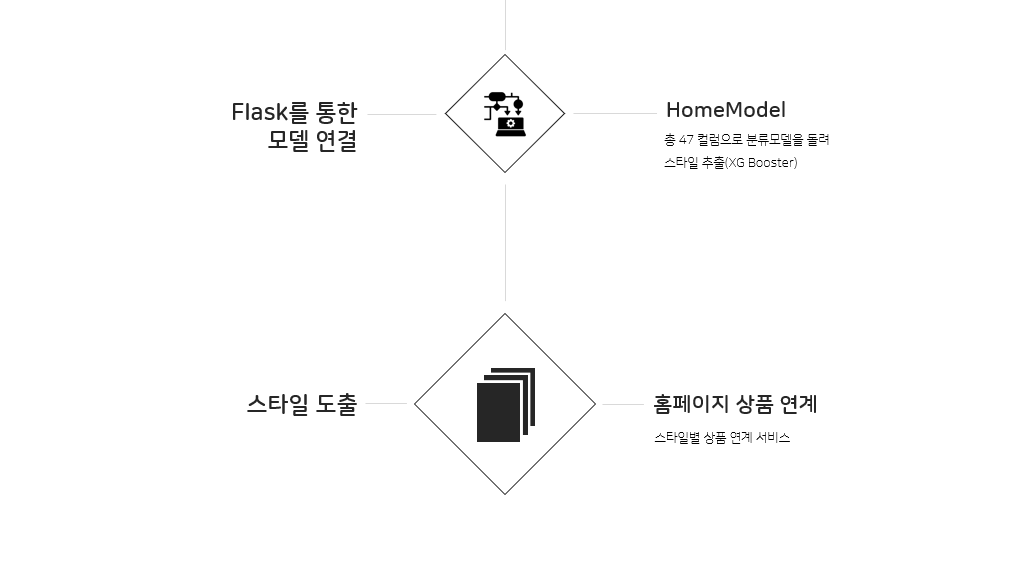 Flask를 통한
모델 연결
HomeModel
총 47 컬럼으로 분류모델을 돌려
스타일 추출(XG Booster)
스타일 도출
홈페이지 상품 연계
스타일별 상품 연계 서비스